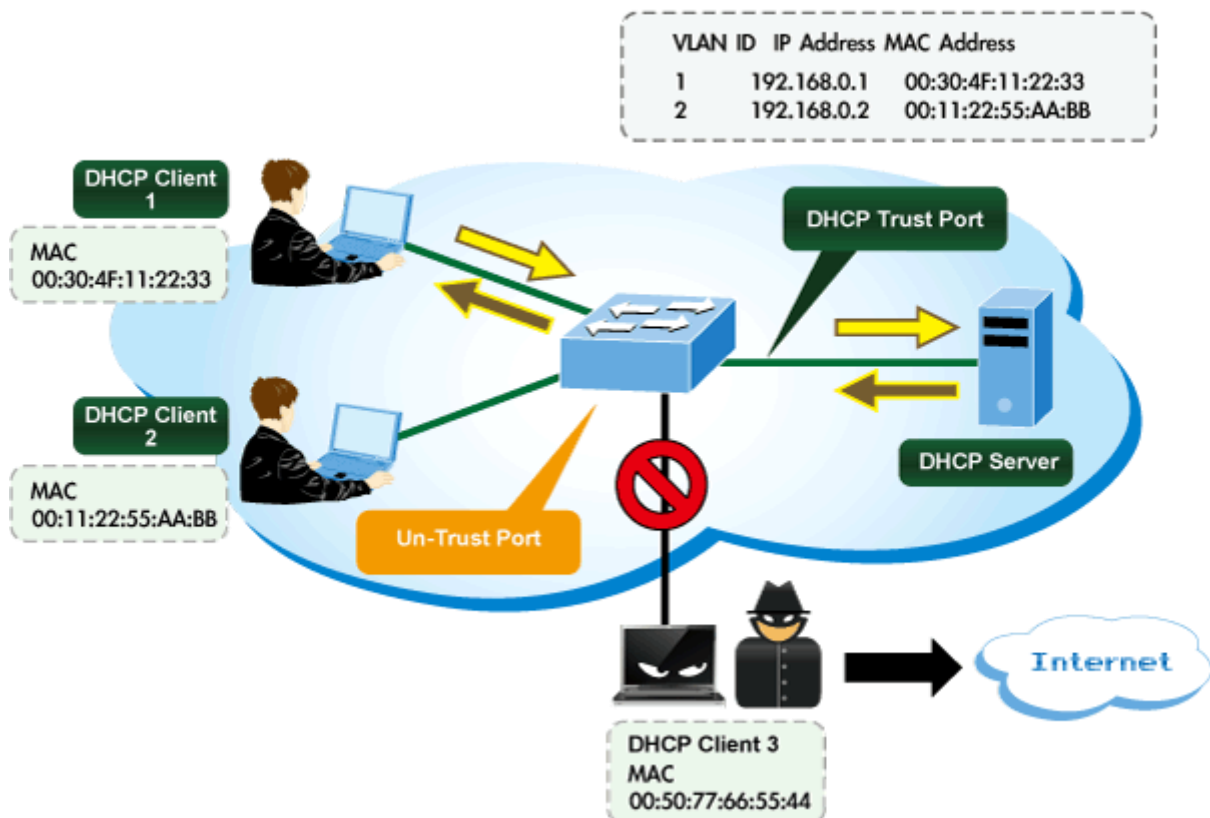 VLAN ID IP Address MAC Address
1 192.168.0.1 00:30:4F:11:22:33
2 192.168.0.2 00:11:22:55:AA:BB
DHCP Client
1
MAC
00:30:4F:11:22:33
DHCP Trust Port
DHCP Client
2
MAC
00:11:22:55:AA:BB
DHCP Server
Un-Trust Port
Internet
DHCP Client 3
MAC
00:50:77:66:55:44